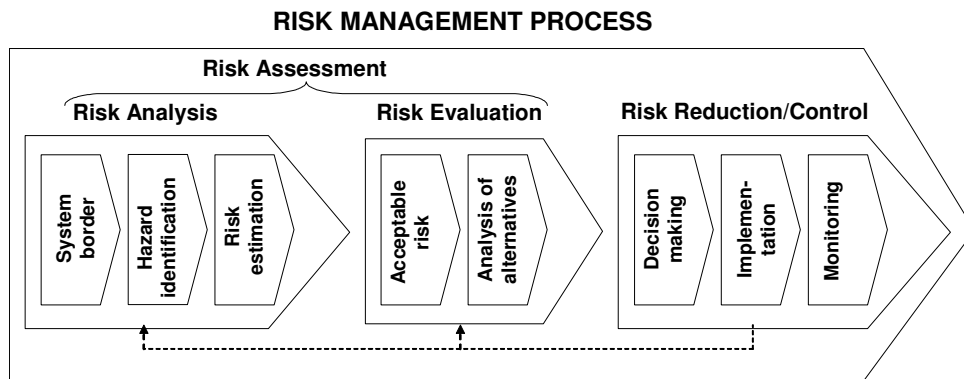 RISK MANAGEMENT PROCESS
Risk Assessment
Risk Analysis
Risk Evaluation
Risk Reduction/Control
System
border
Hazard
identification
Risk
estimation
Acceptable
risk
Analysis of
alternatives
Decision
making
Implemen-
tation
Monitoring